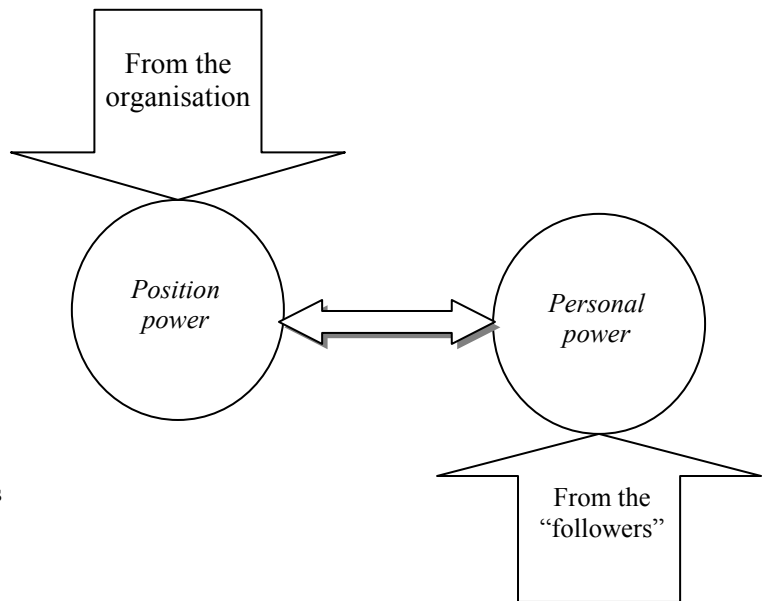 From the
organisation
Position
power
Personal
power
From the
“followers”